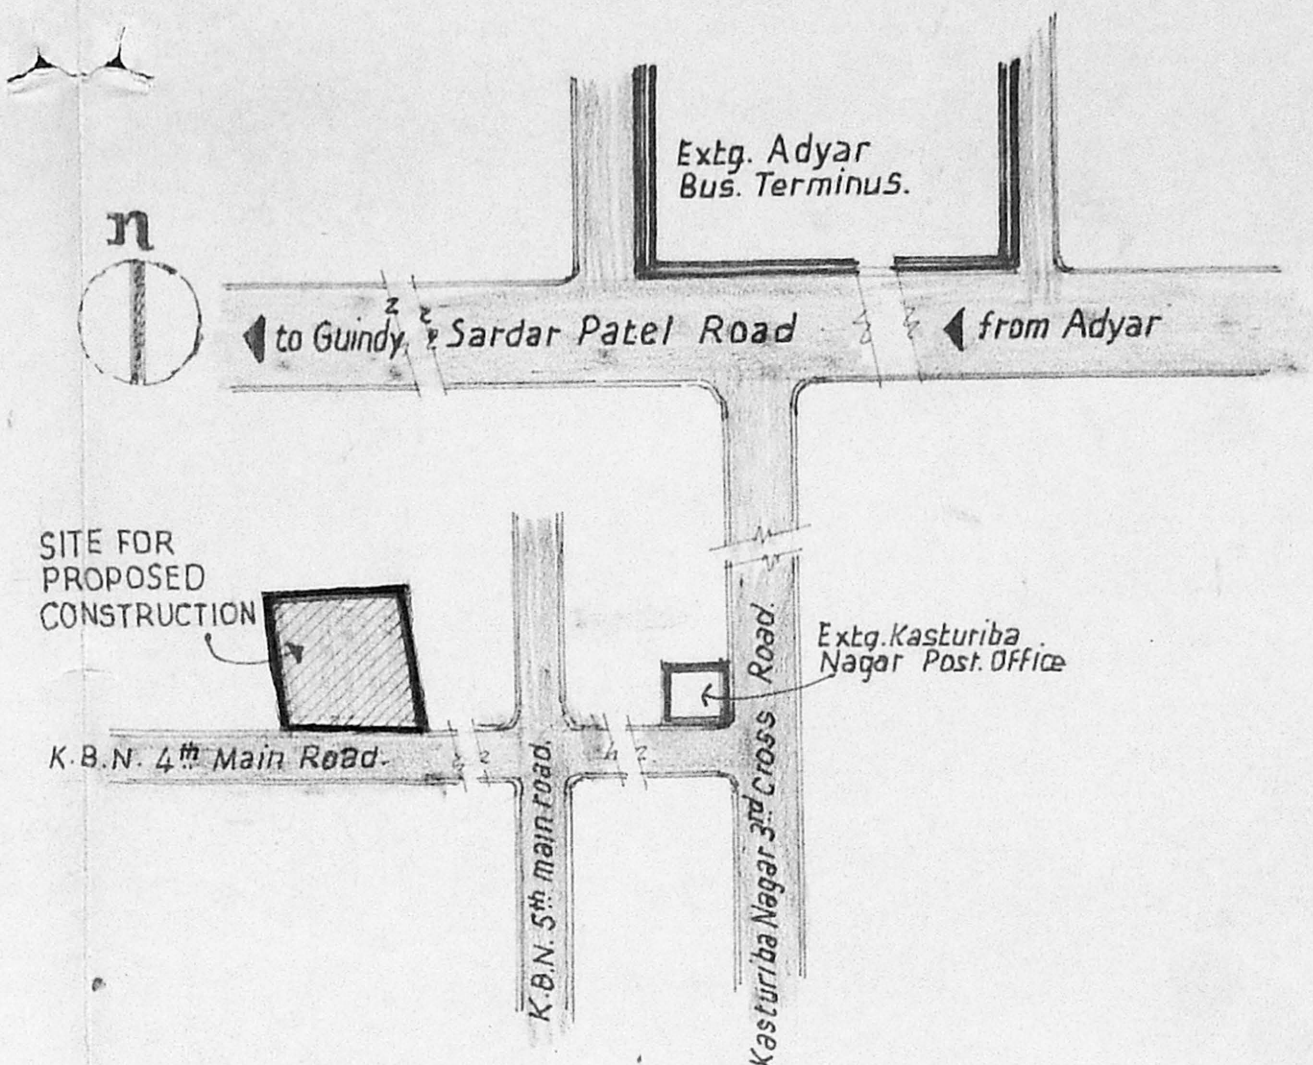 Extg. Adyar
Bus. Terminus.
n
to Guindy
Sardar Patel Road
from Adyar
SITE FOR
PROPOSED
CONSTRUCTION
Extg. Kasturiba
Nagar Post. Office
K.B.N. 4th Main Road.
K.B.N. 5th main road.
Kasturiba Nagar 3rd Cross Road.